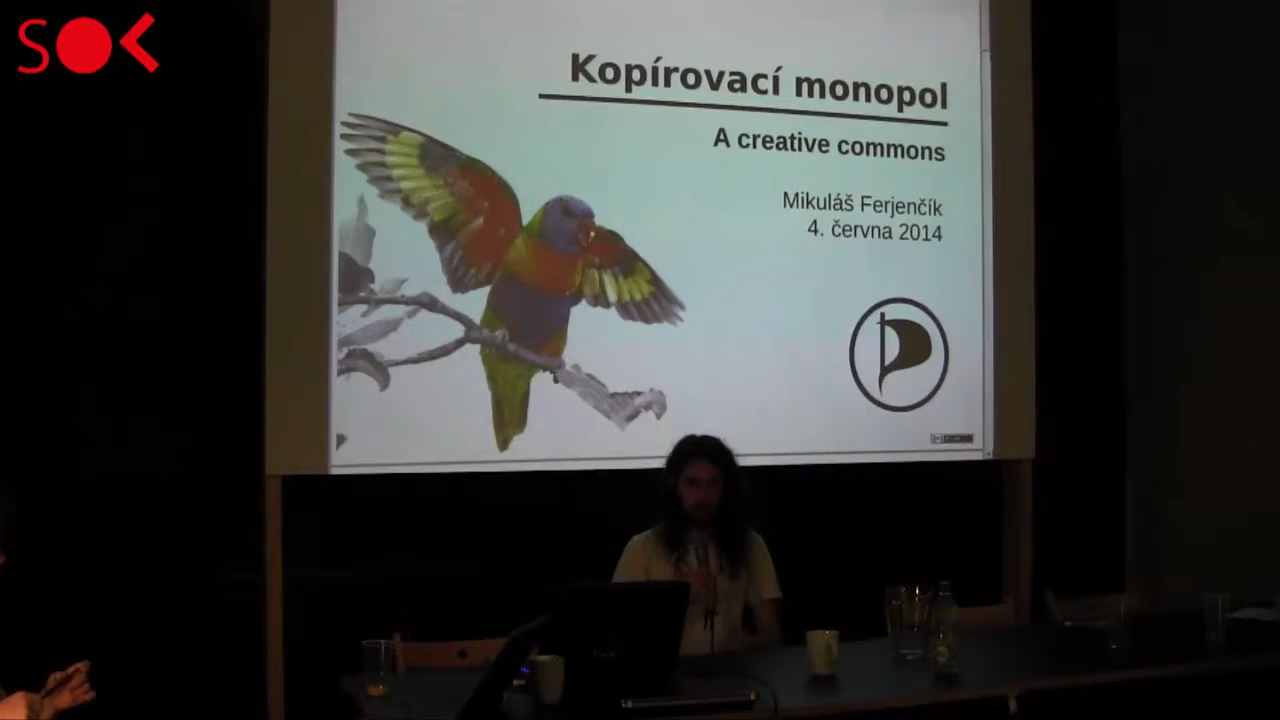 SOK
Kopírovací monopol
A creative commons
Mikuláš Ferjenčík
4. června 2014